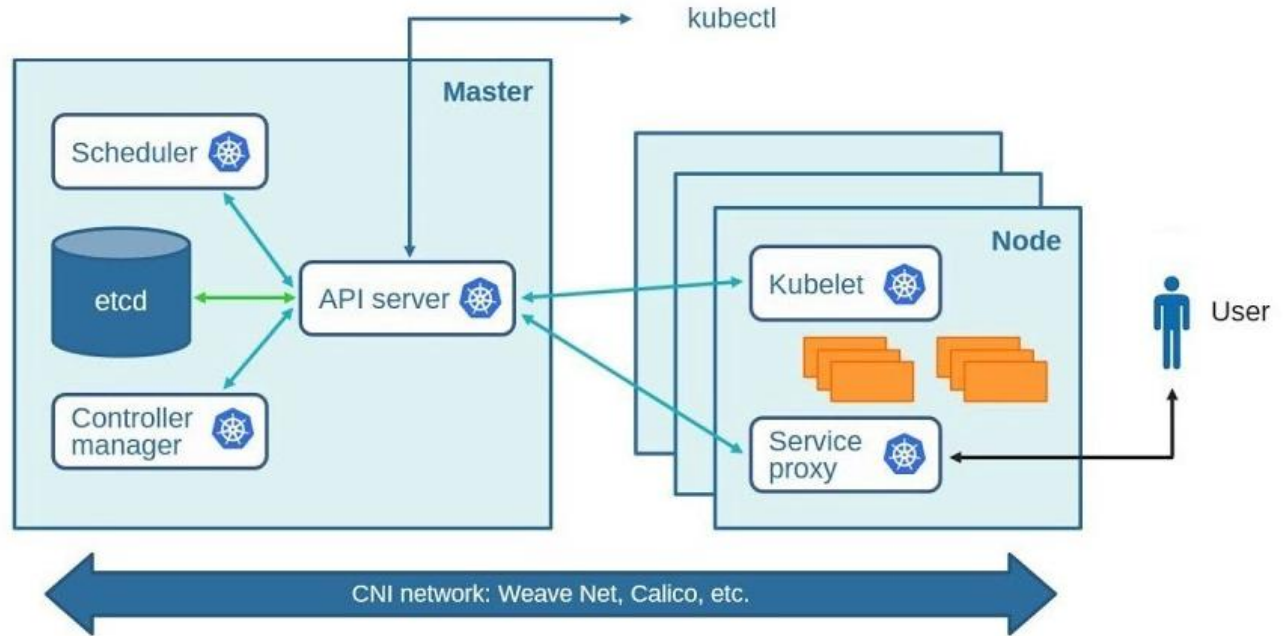 kubectl
Master
Scheduler
etcd
API server
Controller
manager
Node
Kubelet
Service
proxy
User
CNI network: Weave Net, Calico, etc.